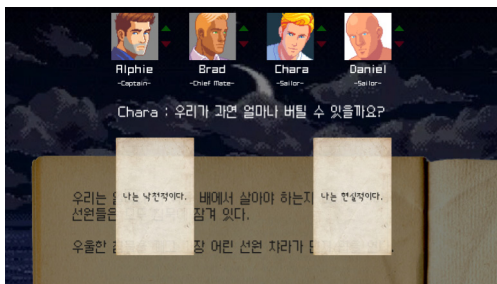 Alphie
Brad
Chara
Daniel
-Captain-
-Chief Mate-
-Sailor-
-Sailor-
Chara : 우리가 과연 얼마나 버틸 수 있을까요?
나는 낙천적이다.
나는 현실적이다.
우리는 배에서 살아야 하는지
선원들은 잠겨 잇다.
우울한 장 어린 선원 차라가